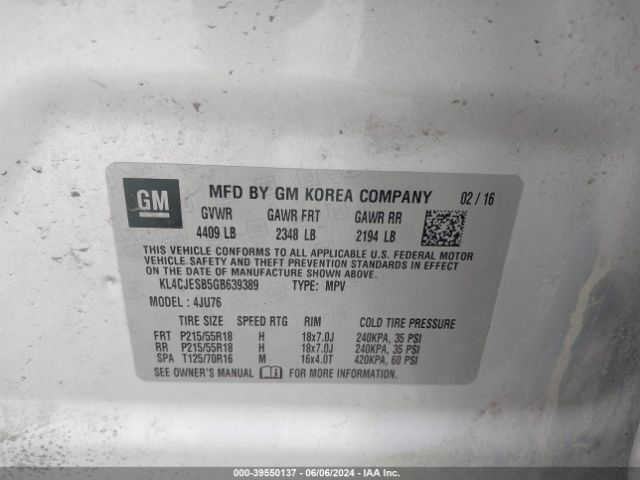 GM
MFD BY GM KOREA COMPANY 02 / 16
GVWR GAWR FRT GAWR RR
4409 LB 2348 LB 2194 LB
THIS VEHICLE CONFORMS TO ALL APPLICABLE U.S. FEDERAL MOTOR
VEHICLE SAFETY AND THEFT PREVENTION STANDARDS IN EFFECT ON
THE DATE OF MANUFACTURE SHOWN ABOVE.
KL4CJESB5GB639389 TYPE: MPV
MODEL : 4JU76
TIRE SIZE SPEED RTG RIM COLD TIRE PRESSURE
FRT P215/55R18 H 18x7.0J 240KPA, 35 PSI
RR P215/55R18 H 18x7.0J 240KPA, 35 PSI
SPA T125/70R16 M 16x4.0T 420KPA, 60 PSI
SEE OWNER'S MANUAL FOR MORE INFORMATION.
000-39550137 - 06/06/2024 - IAA Inc.